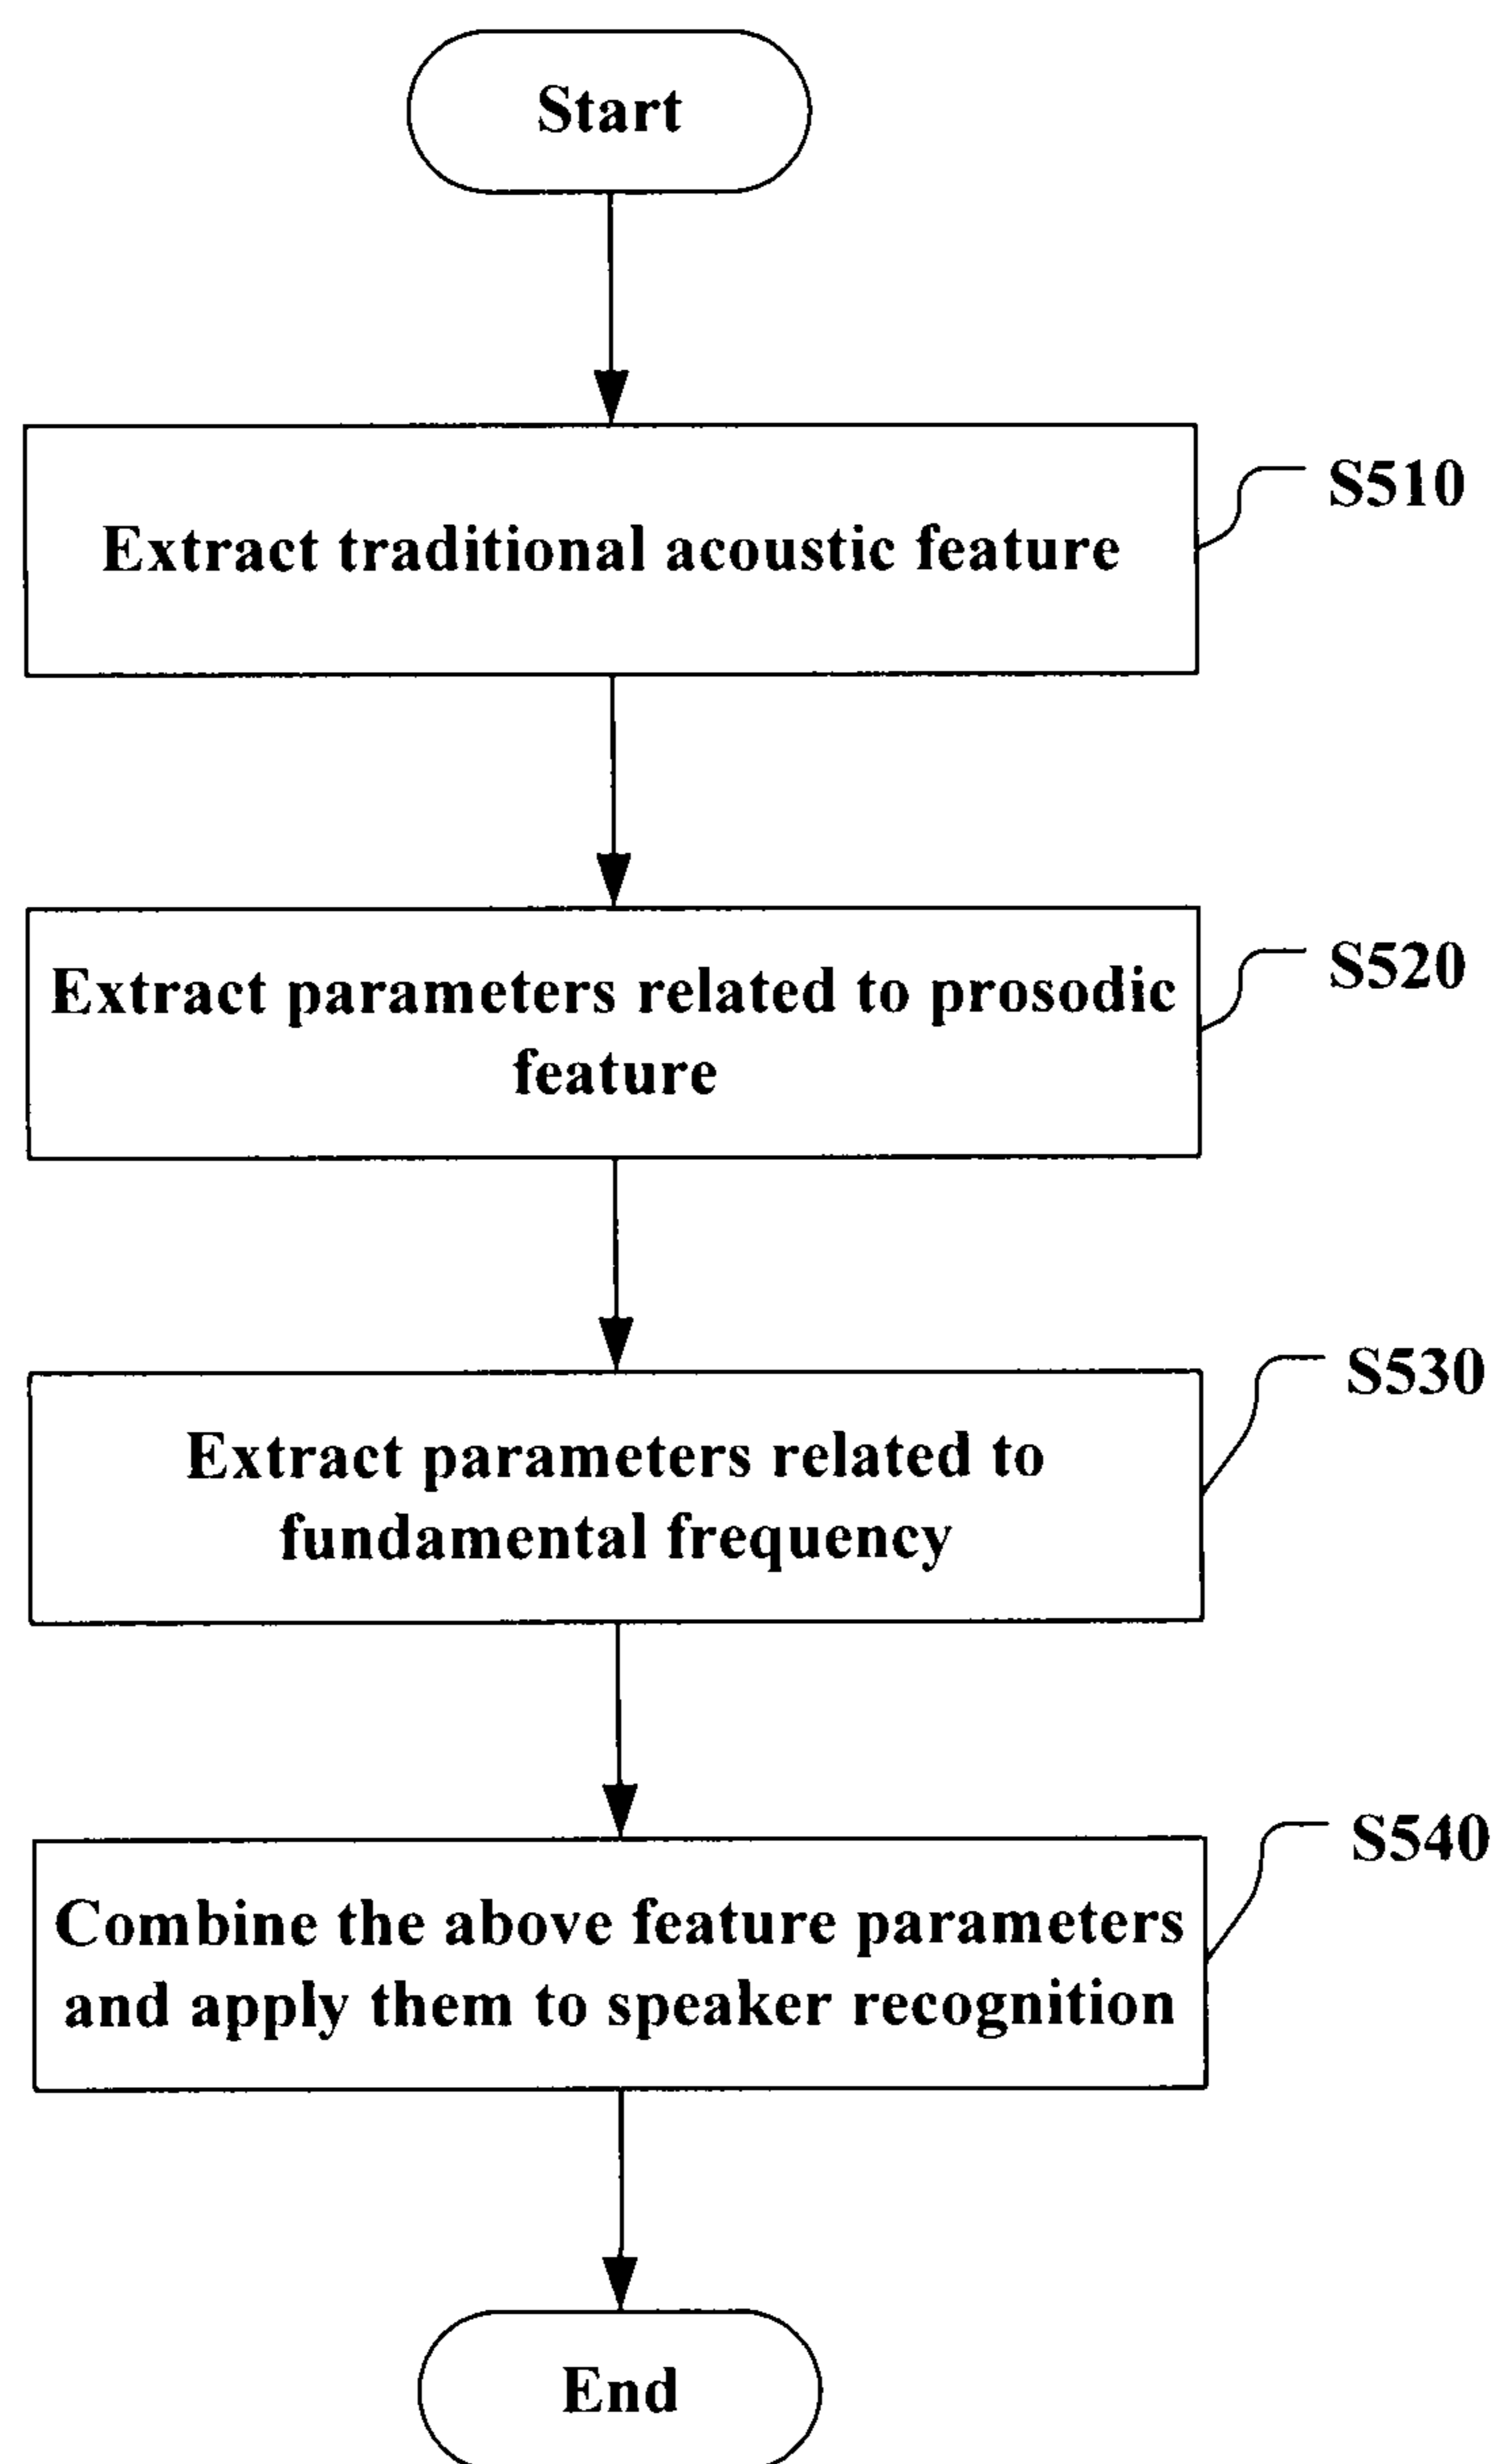 Start
Extract traditional acoustic feature
S510
Extract parameters related to prosodic
feature
S520
Extract parameters related to
fundamental frequency
S530
Combine the above feature parameters
and apply them to speaker recognition
S540
End